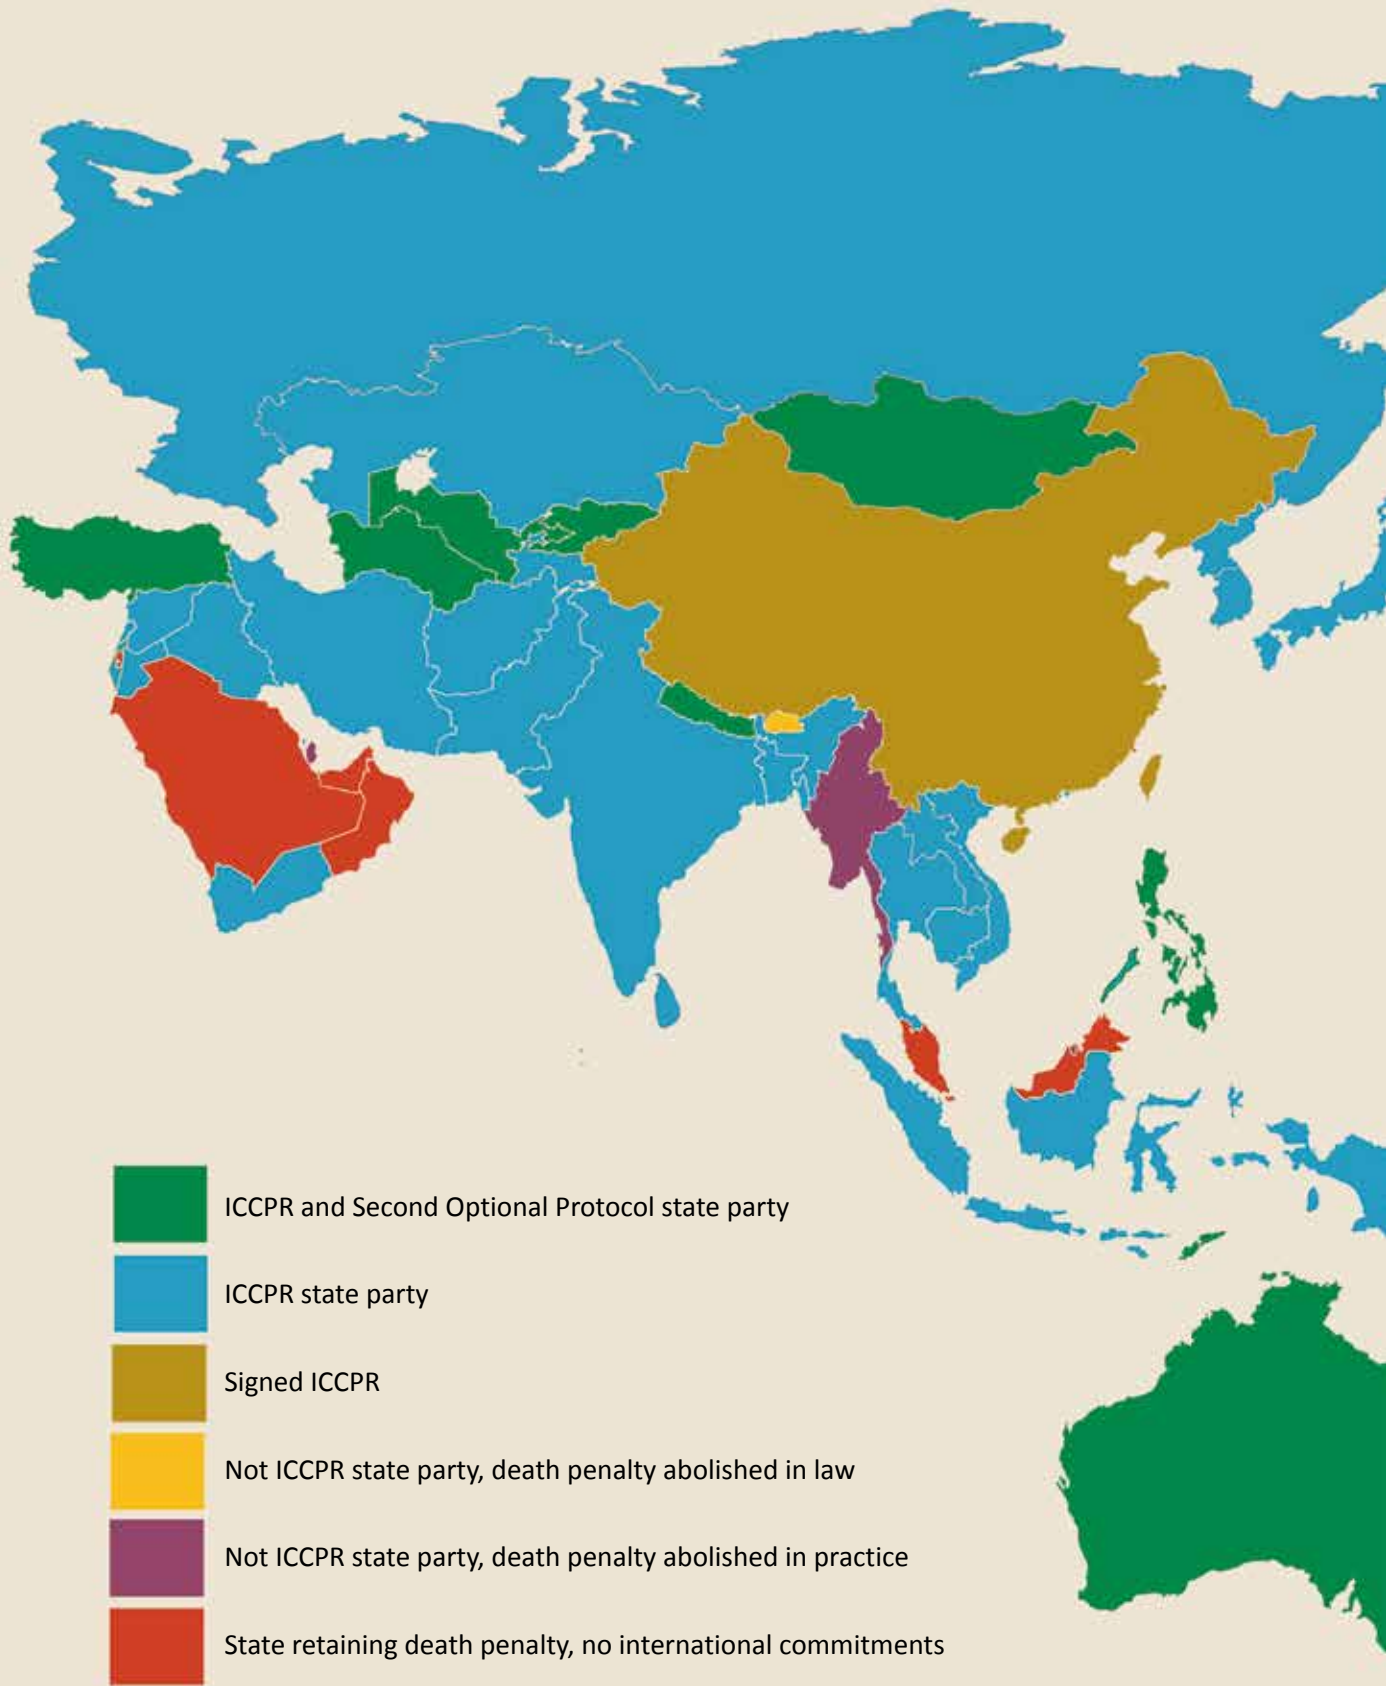 ICCPR and Second Optional Protocol state party
ICCPR state party
Signed ICCPR
Not ICCPR state party, death penalty abolished in law
Not ICCPR state party, death penalty abolished in practice
State retaining death penalty, no international commitments